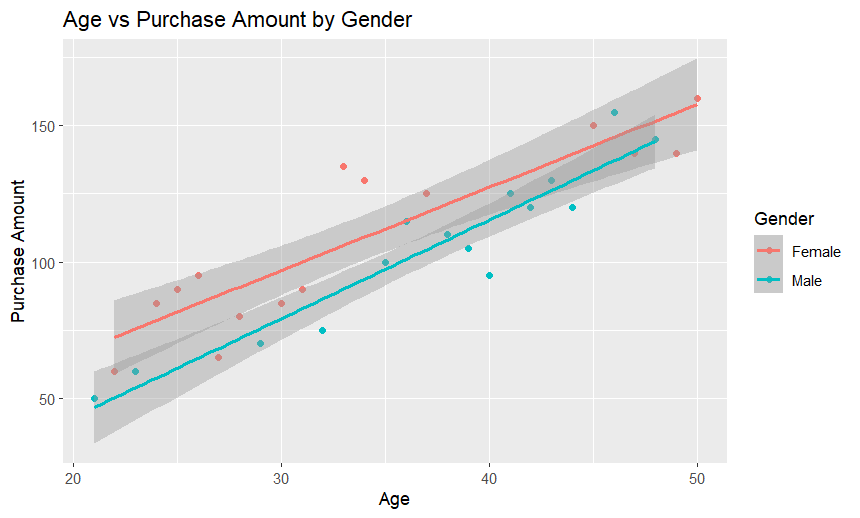 Age vs Purchase Amount by Gender
150
100
50
Purchase Amount
20 30 40 50
Age
Gender
Female
Male